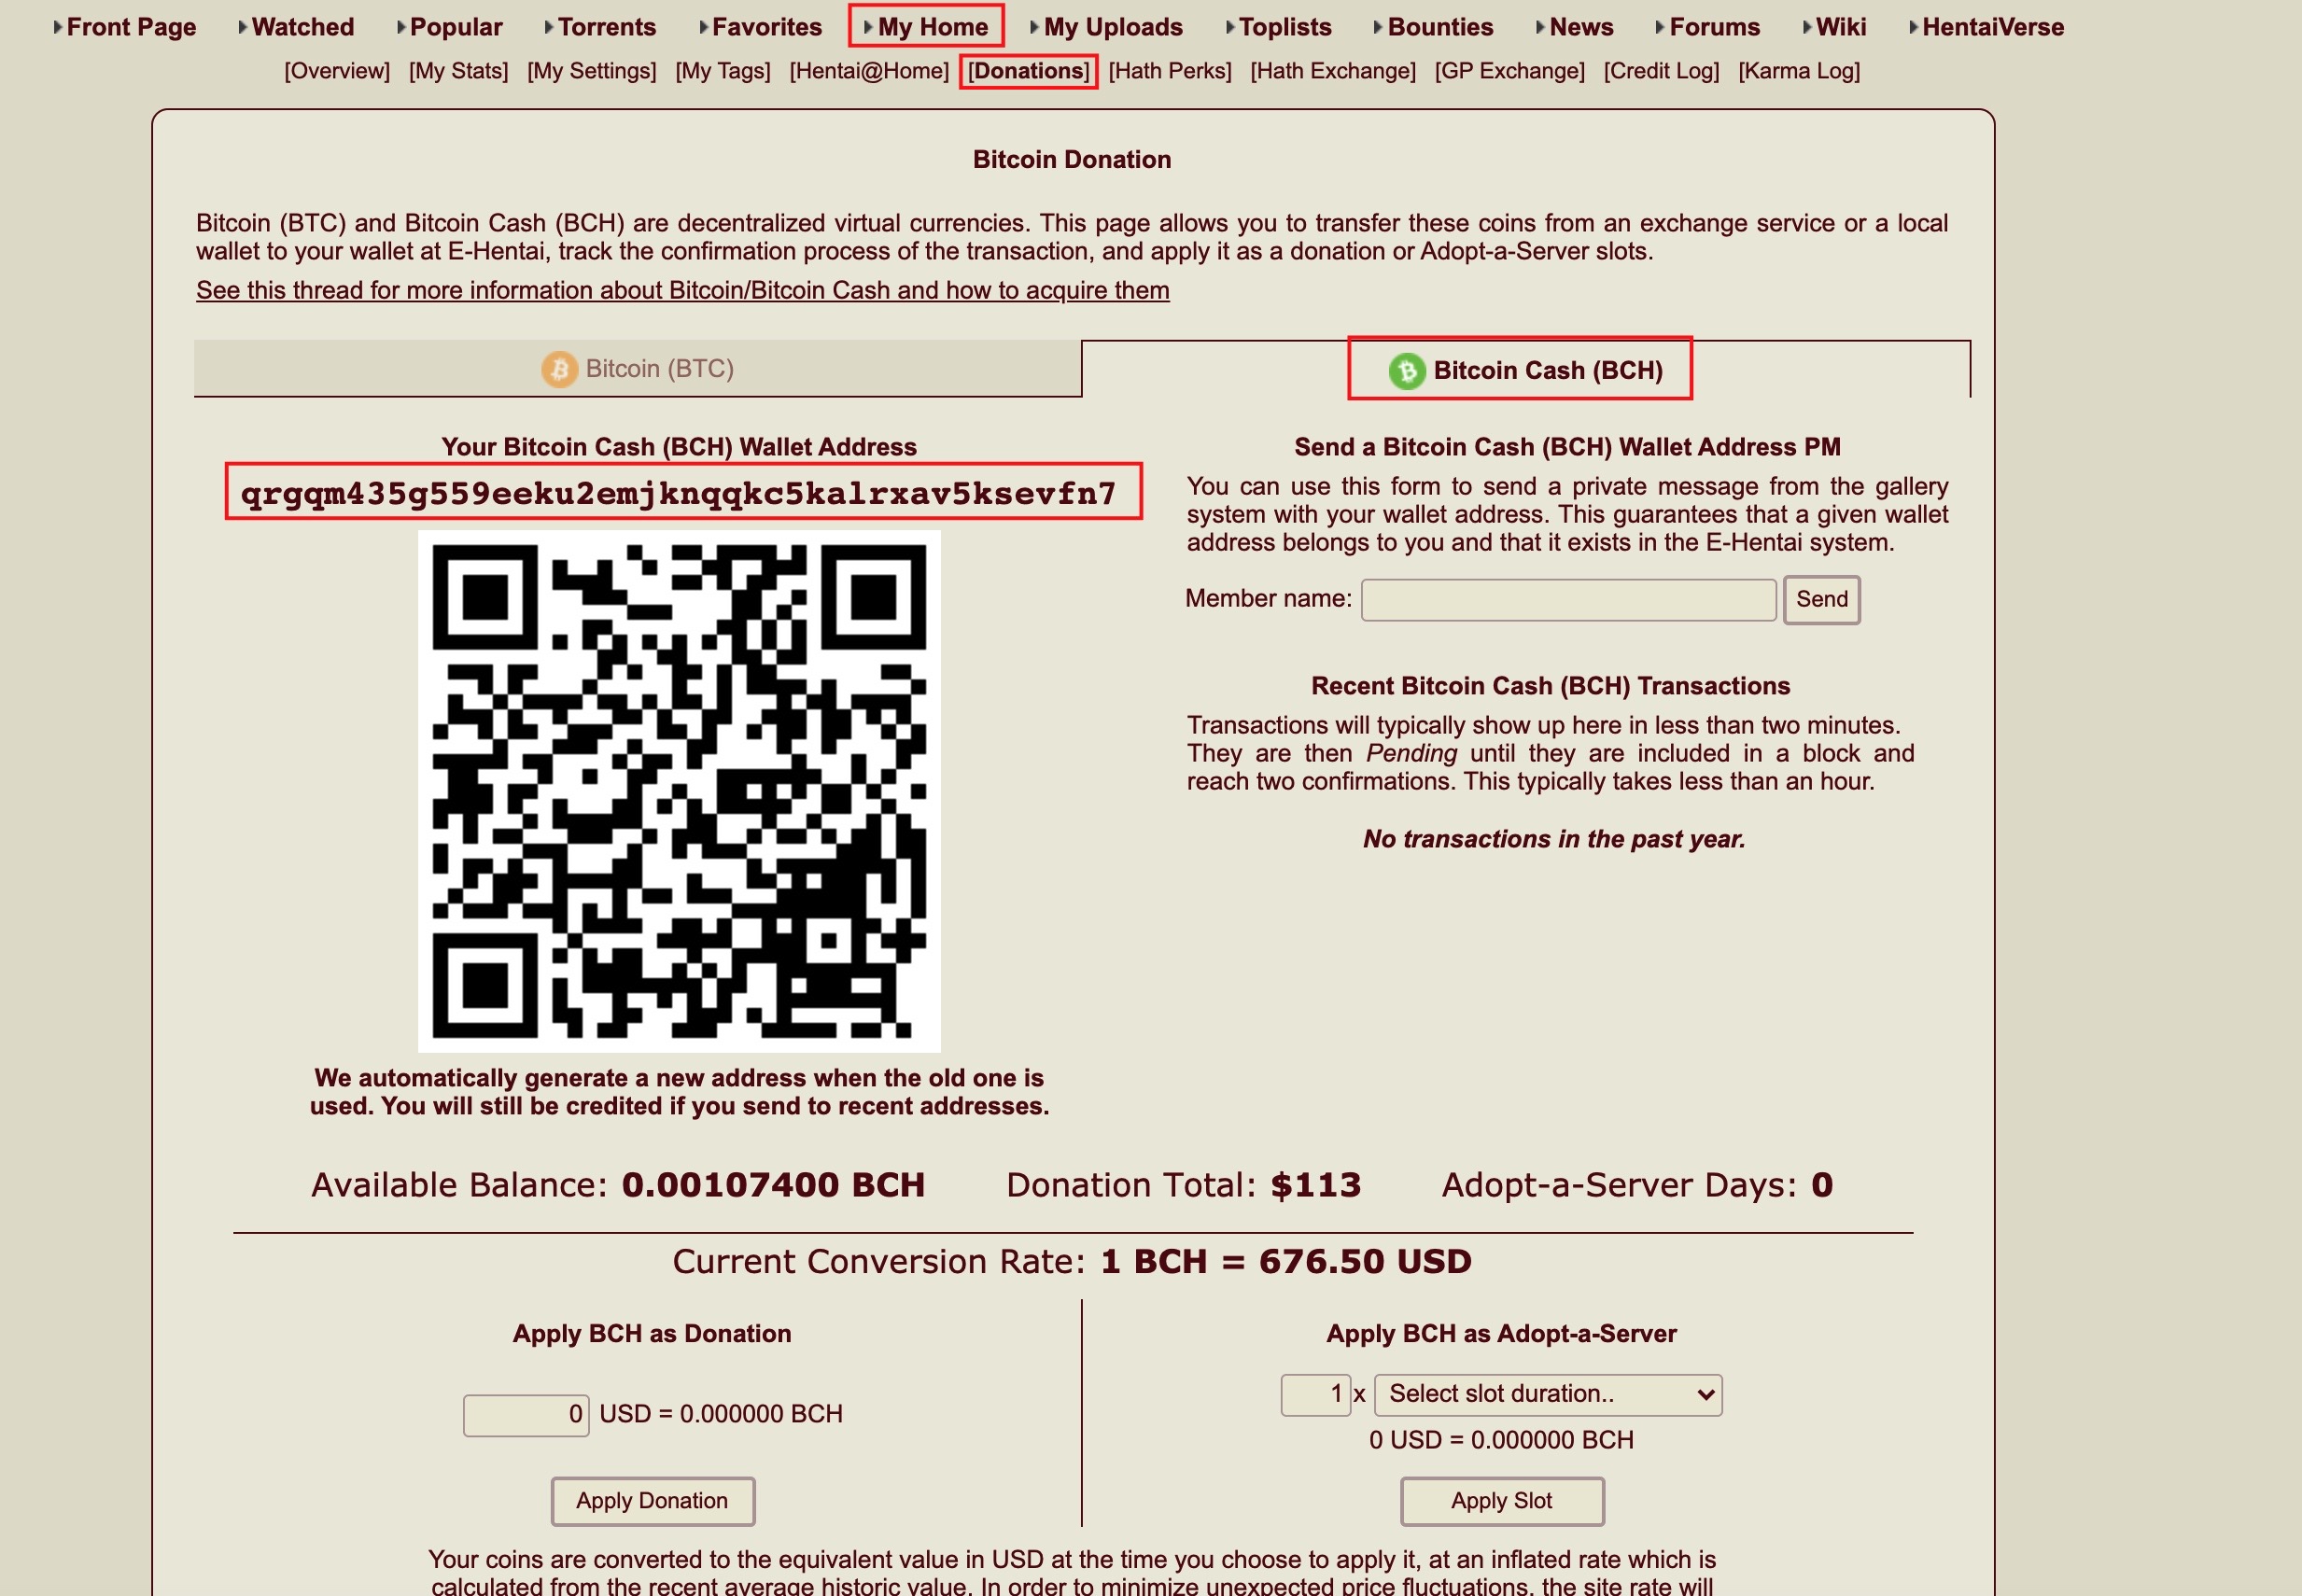 Front Page Watched Popular Torrents Favorites My Home My Uploads Toplists Bounties News Forums Wiki HentaiVerse
[Overview] [My Stats] [My Settings] [My Tags] [Hentai@Home] [Donations] [Hath Perks] [Hath Exchange] [GP Exchange] [Credit Log] [Karma Log]
Bitcoin Donation
Bitcoin (BTC) and Bitcoin Cash (BCH) are decentralized virtual currencies. This page allows you to transfer these coins from an exchange service or a local
wallet to your wallet at E-Hentai, track the confirmation process of the transaction, and apply it as a donation or Adopt-a-Server slots.
See this thread for more information about Bitcoin/Bitcoin Cash and how to acquire them
Bitcoin (BTC)
Bitcoin Cash (BCH)
Your Bitcoin Cash (BCH) Wallet Address
qrgqm435g559eeku2emjknqqkc5kalrxav5ksevfn7
We automatically generate a new address when the old one is
used. You will still be credited if you send to recent addresses.
Send a Bitcoin Cash (BCH) Wallet Address PM
You can use this form to send a private message from the gallery
system with your wallet address. This guarantees that a given wallet
address belongs to you and that it exists in the E-Hentai system.
Member name: Send
Recent Bitcoin Cash (BCH) Transactions
Transactions will typically show up here in less than two minutes.
They are then Pending until they are included in a block and
reach two confirmations. This typically takes less than an hour.
No transactions in the past year.
Available Balance: 0.00107400 BCH Donation Total: $113 Adopt-a-Server Days: 0
Current Conversion Rate: 1 BCH = 676.50 USD
Apply BCH as Donation
0 USD = 0.000000 BCH
Apply Donation
Apply BCH as Adopt-a-Server
1 x Select slot duration..
0 USD = 0.000000 BCH
Apply Slot
Your coins are converted to the equivalent value in USD at the time you choose to apply it, at an inflated rate which is
calculated from the recent average historic value. In order to minimize unexpected price fluctuations, the site rate will